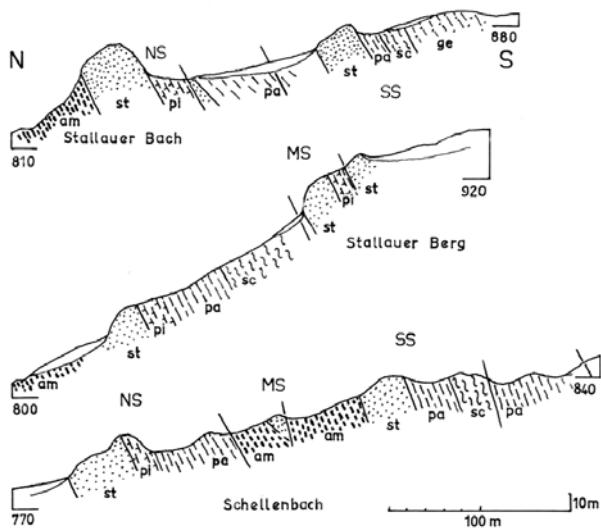 880
N NS pa sc ge S
st
am st pi pa SS
Stallauer Bach
810
MS
920
pi
st st
Stallauer Berg
sc
pa
pi
st
am
800
SS
NS MS
840
pa sc pa
st
pi pa am am
st
770
Schellenbach
10m
100 m